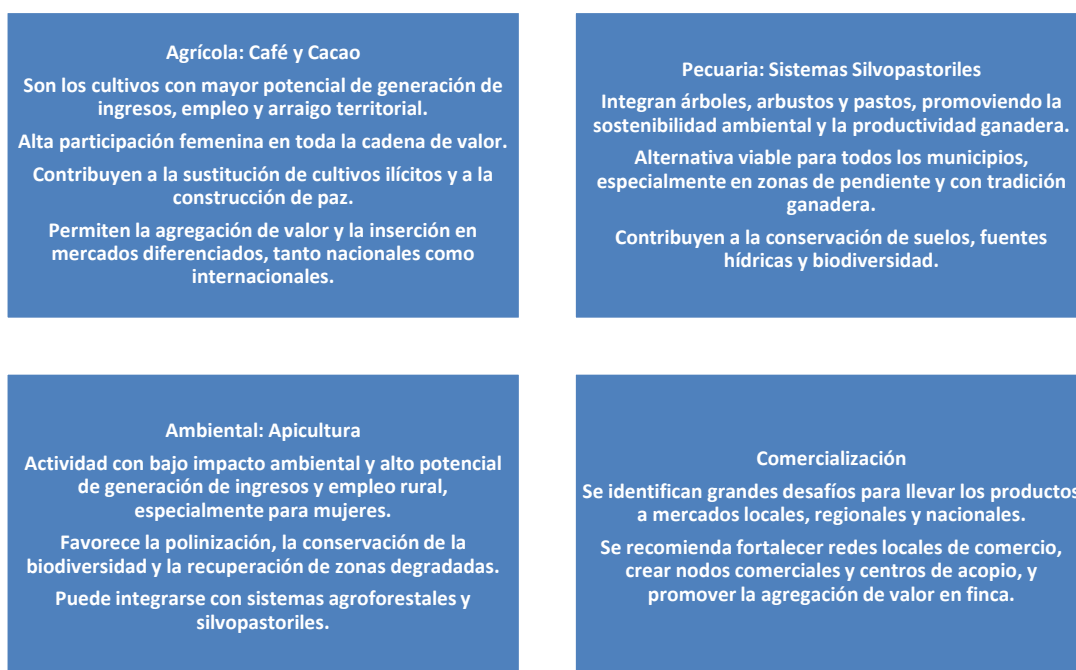 Agrícola: Café y Cacao
Son los cultivos con mayor potencial de generación de
ingresos, empleo y arraigo territorial.
Alta participación femenina en toda la cadena de valor.
Contribuyen a la sustitución de cultivos ilícitos y a la
construcción de paz.
Permiten la agregación de valor y la inserción en
mercados diferenciados, tanto nacionales como
internacionales.
Pecuaria: Sistemas Silvopastoriles
Integran árboles, arbustos y pastos, promoviendo la
sostenibilidad ambiental y la productividad ganadera.
Alternativa viable para todos los municipios,
especialmente en zonas de pendiente y con tradición
ganadera.
Contribuyen a la conservación de suelos, fuentes
hídricas y biodiversidad.
Ambiental: Apicultura
Actividad con bajo impacto ambiental y alto potencial
de generación de ingresos y empleo rural,
especialmente para mujeres.
Favorece la polinización, la conservación de la
biodiversidad y la recuperación de zonas degradadas.
Puede integrarse con sistemas agroforestales y
silvopastoriles.
Comercialización
Se identifican grandes desafíos para llevar los productos
a mercados locales, regionales y nacionales.
Se recomienda fortalecer redes locales de comercio,
crear nodos comerciales y centros de acopio, y
promover la agregación de valor en finca.